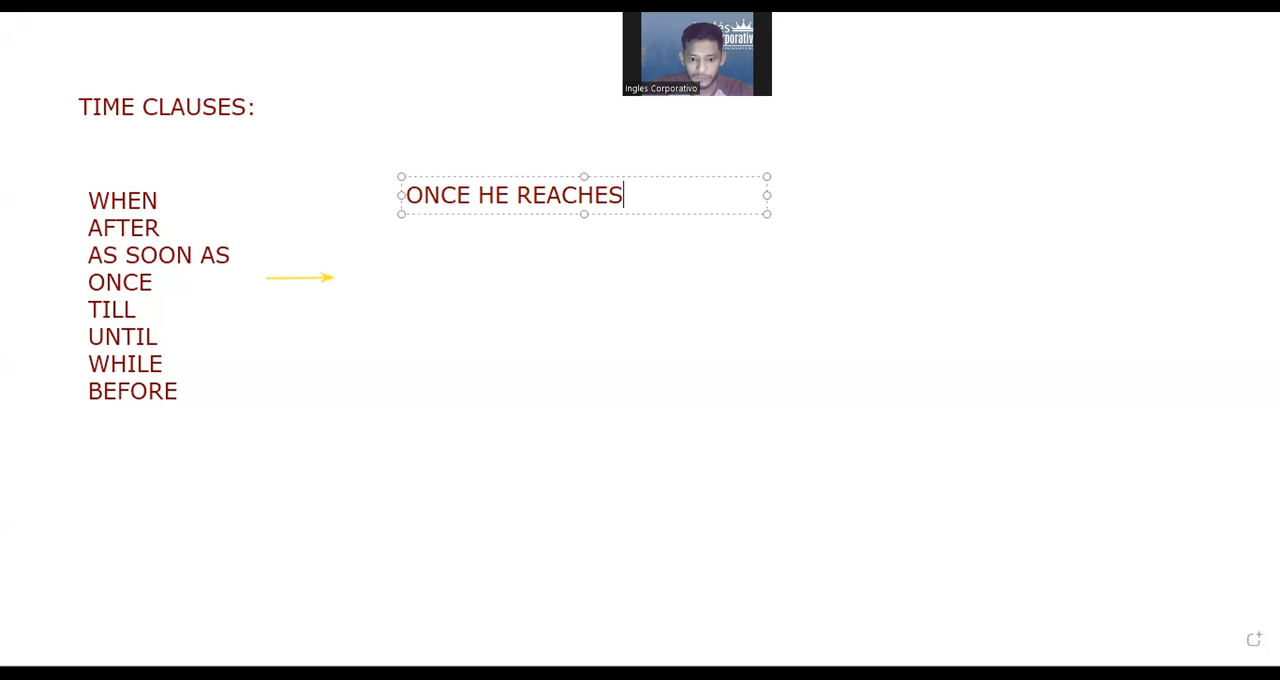 TIME CLAUSES:
WHEN
AFTER
AS SOON AS
ONCE
TILL
UNTIL
WHILE
BEFORE
ONCE HE REACHES
Ingles Corporativo